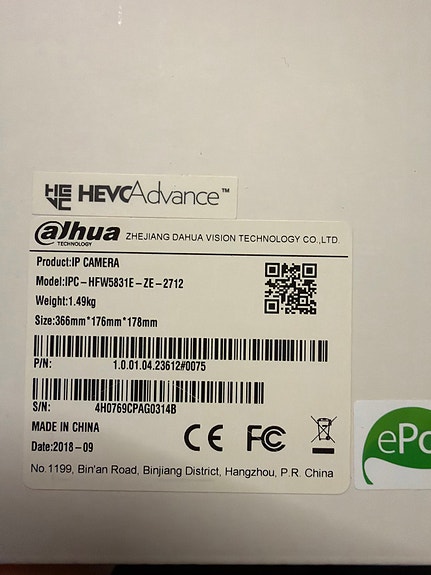 HEVC HEVCAdvance™
alhua ZHEJIANG DAHUA VISION TECHNOLOGY CO.,LTD.
TECHNOLOGY
Product:IP CAMERA
Model:IPC-HFW5831E-ZE-2712
Weight:1.49kg
Size:366mm*176mm*178mm
P/N: 1.0.01.04.23612#0075
S/N: 4H0769CPAG0314B
MADE IN CHINA
CE FC
Date:2018-09
ePo
No.1199, Bin'an Road, Binjiang District, Hangzhou, P.R. China